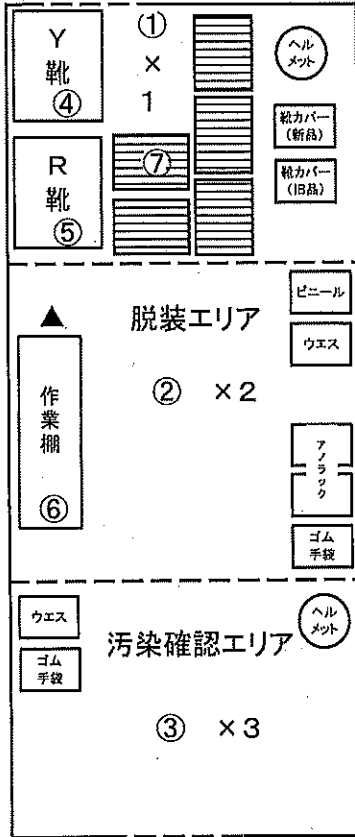 Y
靴
④
①
×
1
ヘル
メット
靴カバー
(新品)
R
靴
⑤
⑦
靴カバー
(旧品)
脱装エリア
ビニール
ウエス
作
業
棚
⑥
② ×2
アノラック
ゴム
手袋
ウエス
ゴム
手袋
汚染確認エリア
ヘル
メット
③ ×3